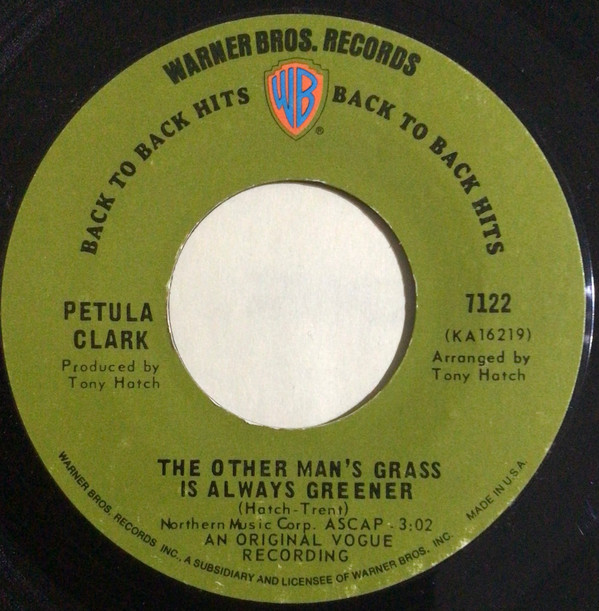 WARNER BROS. RECORDS
BACK TO BACK HITS
WB
®
BACK TO BACK HITS
PETULA
CLARK
Produced by
Tony Hatch
7122
(KA16219)
Arranged by
Tony Hatch
THE OTHER MAN'S GRASS
IS ALWAYS GREENER
(Hatch-Trent)
Northern Music Corp. ASCAP - 3:02
AN ORIGINAL VOGUE
RECORDING
WARNER BROS. RECORDS INC., A SUBSIDIARY AND LICENSEE OF WARNER BROS. INC.
MADE IN U.S.A.